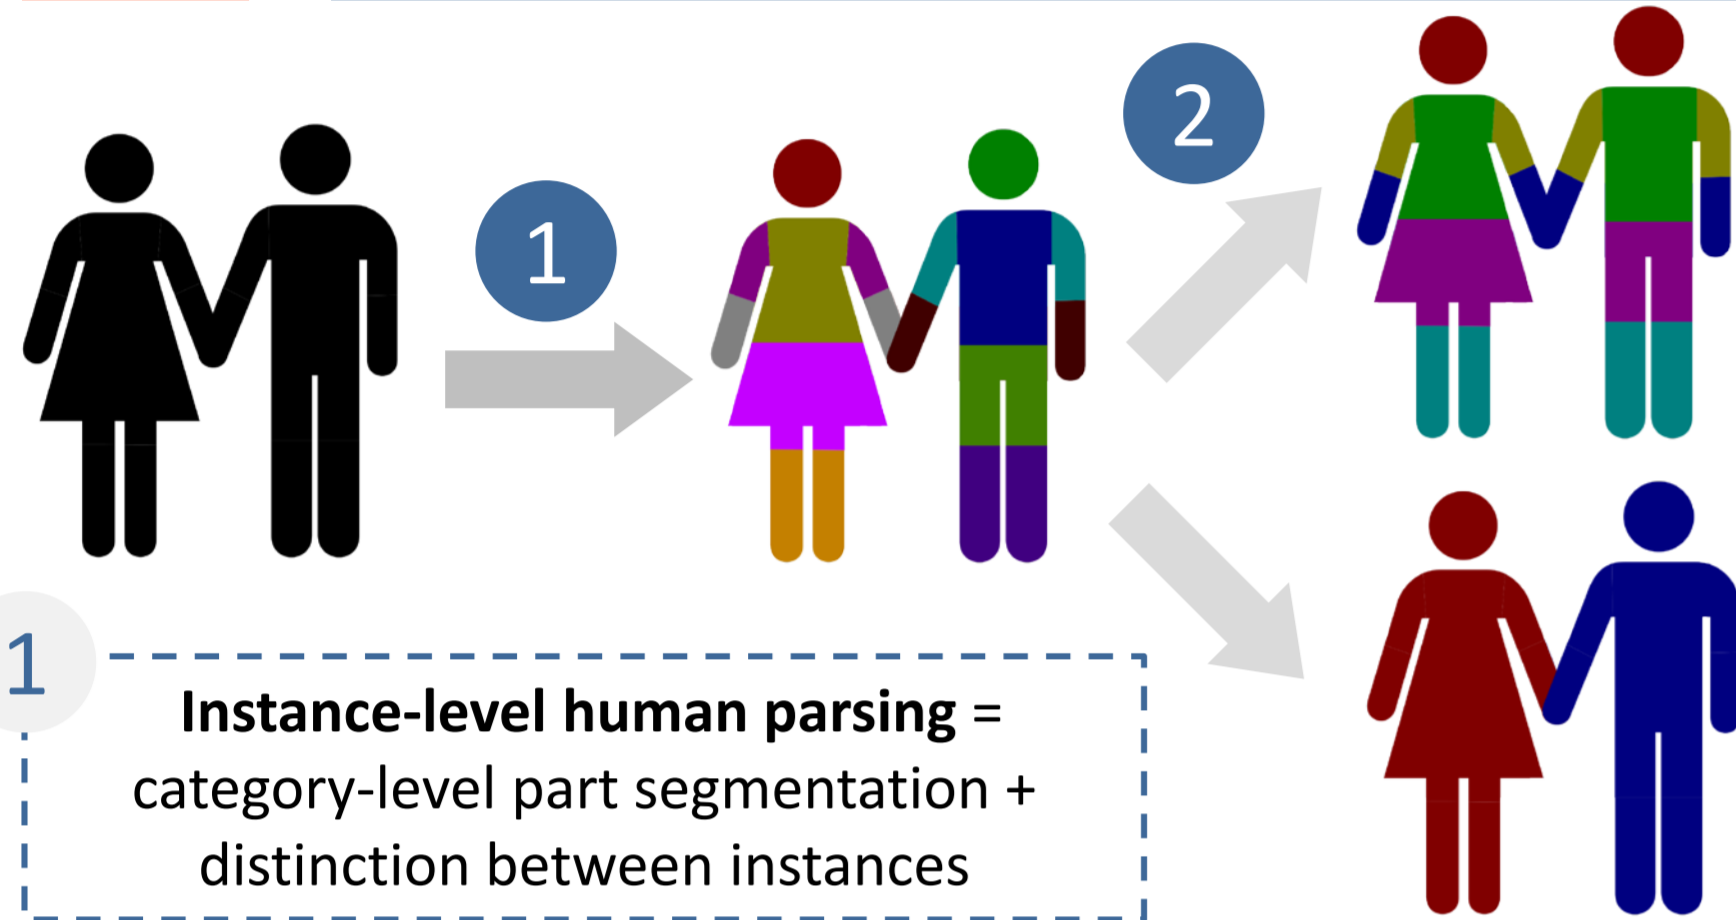 1
2
1
Instance-level human parsing =
category-level part segmentation +
distinction between instances